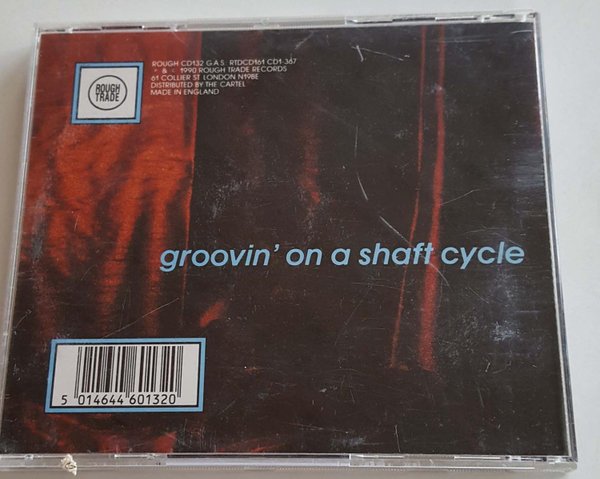 ROUGH TRADE
ROUGH CD132 G.A.S. RTDCD161 CD1-367
℗ & © 1990 ROUGH TRADE RECORDS
61 COLLIER ST LONDON N19BE
DISTRIBUTED BY THE CARTEL
MADE IN ENGLAND
groovin' on a shaft cycle
5 014644 601320